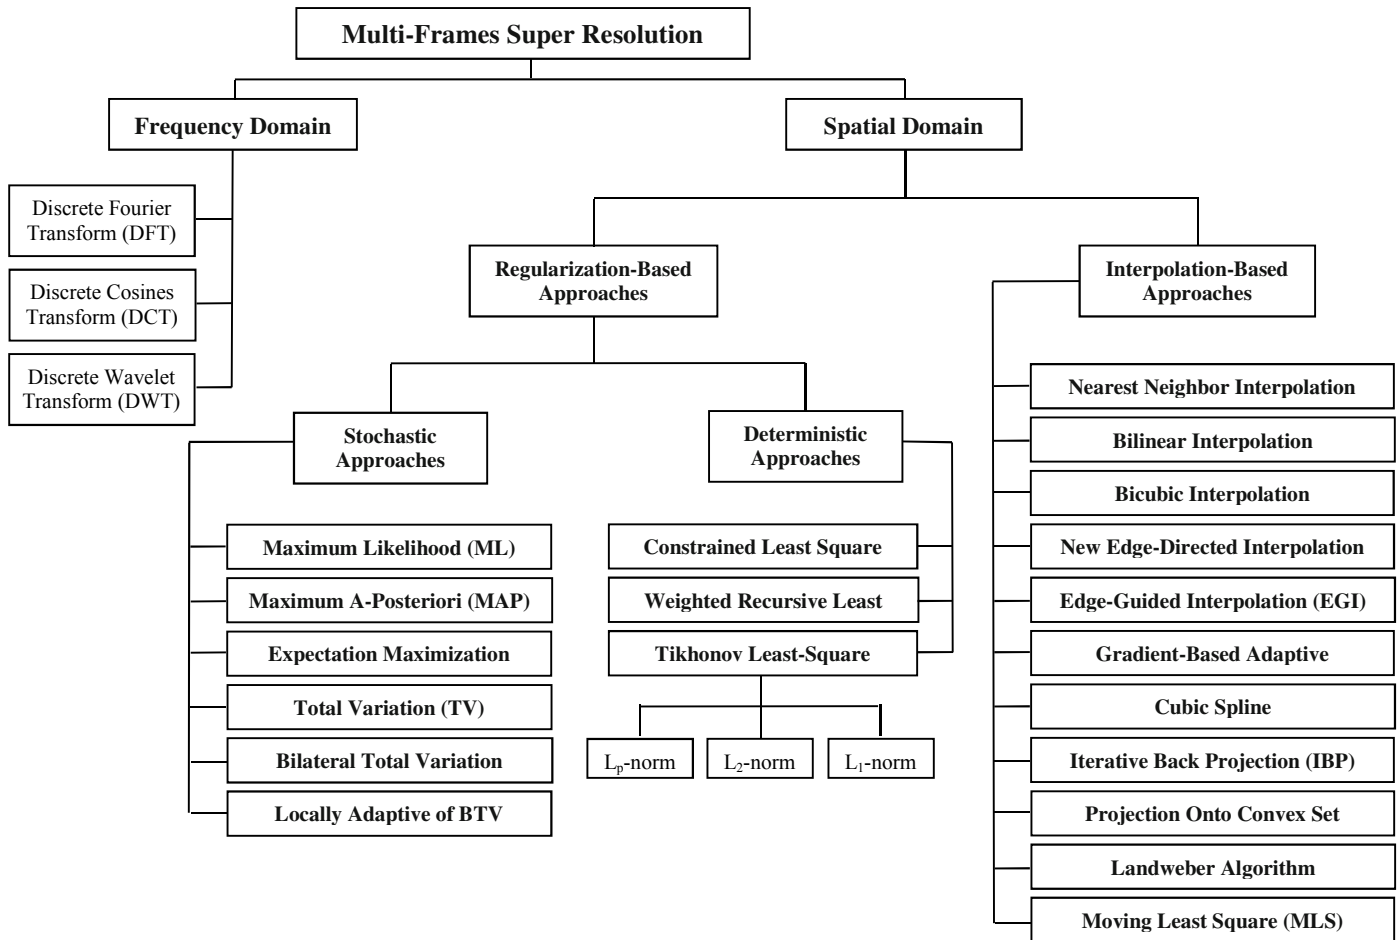 Multi-Frames Super Resolution
Frequency Domain
Spatial Domain
Discrete Fourier
Transform (DFT)
Discrete Cosines
Transform (DCT)
Discrete Wavelet
Transform (DWT)
Regularization-Based
Approaches
Interpolation-Based
Approaches
Stochastic
Approaches
Deterministic
Approaches
Maximum Likelihood (ML)
Maximum A-Posteriori (MAP)
Expectation Maximization
Total Variation (TV)
Bilateral Total Variation
Locally Adaptive of BTV
Constrained Least Square
Weighted Recursive Least
Tikhonov Least-Square
Lp-norm
L2-norm
L1-norm
Nearest Neighbor Interpolation
Bilinear Interpolation
Bicubic Interpolation
New Edge-Directed Interpolation
Edge-Guided Interpolation (EGI)
Gradient-Based Adaptive
Cubic Spline
Iterative Back Projection (IBP)
Projection Onto Convex Set
Landweber Algorithm
Moving Least Square (MLS)